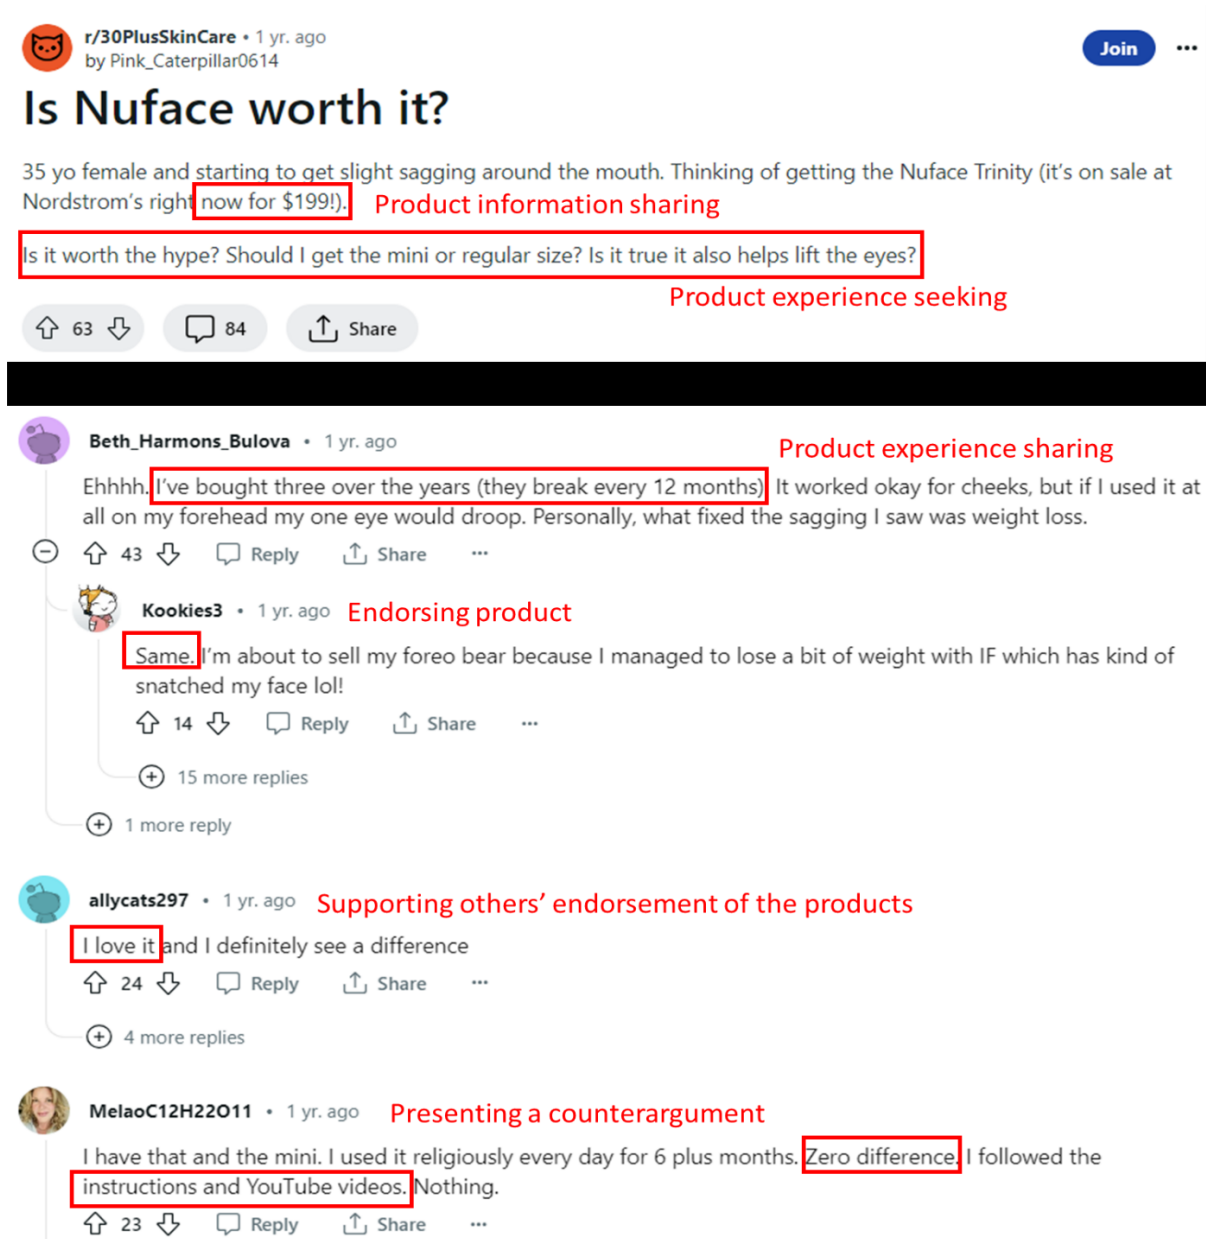 r/30PlusSkinCare • 1 yr. ago
by Pink_Caterpillar0614
Join
Is Nuface worth it?
35 yo female and starting to get slight sagging around the mouth. Thinking of getting the Nuface Trinity (it's on sale at
Nordstrom's right now for $199!). Product information sharing
Is it worth the hype? Should I get the mini or regular size? Is it true it also helps lift the eyes?
Product experience seeking
63 84 Share
Beth_Harmons_Bulova • 1 yr. ago
Product experience sharing
Ehhhh. I've bought three over the years (they break every 12 months) It worked okay for cheeks, but if I used it at
all on my forehead my one eye would droop. Personally, what fixed the sagging I saw was weight loss.
43 Reply Share ...
Kookies3 • 1 yr. ago Endorsing product
Same. I'm about to sell my foreo bear because I managed to lose a bit of weight with IF which has kind of
snatched my face lol!
14 Reply Share ...
15 more replies
1 more reply
allycats297 • 1 yr. ago Supporting others' endorsement of the products
I love it and I definitely see a difference
24 Reply Share ...
4 more replies
MelaoC12H22O11 • 1 yr. ago Presenting a counterargument
I have that and the mini. I used it religiously every day for 6 plus months. Zero difference. I followed the
instructions and YouTube videos. Nothing.
23 Reply Share ...